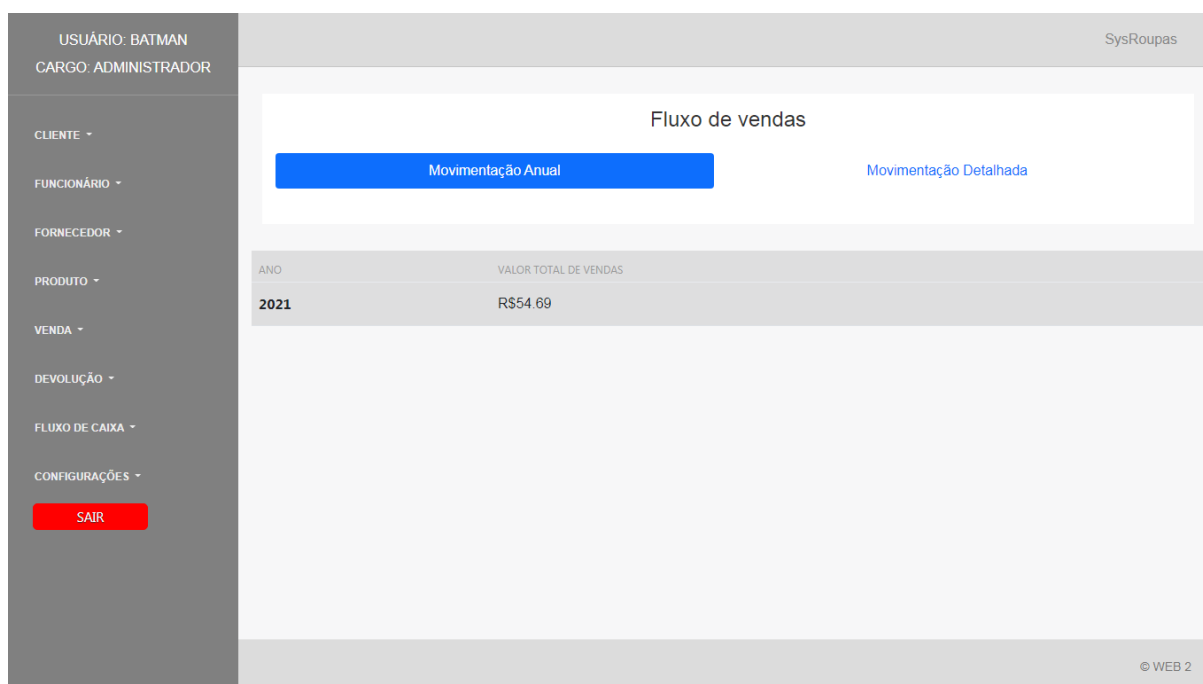 USUÁRIO: BATMAN
CARGO: ADMINISTRADOR
CLIENTE
FUNCIONÁRIO
FORNECEDOR
PRODUTO
VENDA
DEVOLUÇÃO
FLUXO DE CAIXA
CONFIGURAÇÕES
SAIR
SysRoupas
Fluxo de vendas
Movimentação Anual Movimentação Detalhada
ANO VALOR TOTAL DE VENDAS
2021 R$54.69
© WEB 2